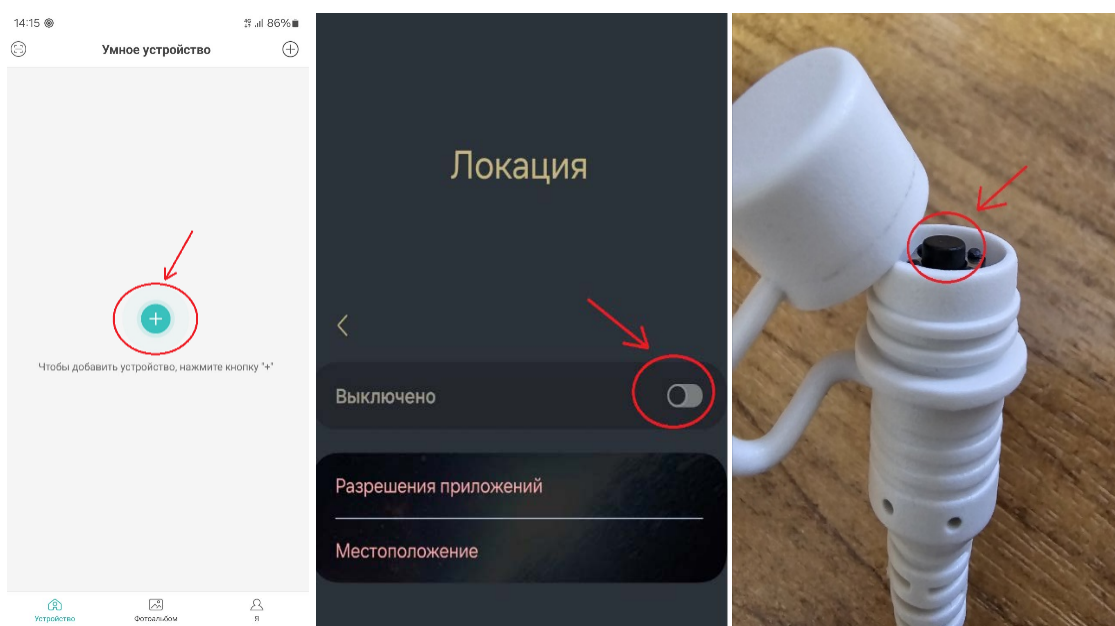 14:15
86%
Умное устройство
Чтобы добавить устройство, нажмите кнопку "+"
Устройство
Фотоальбом
Я
Локация
Выключено
Разрешения приложений
Местоположение